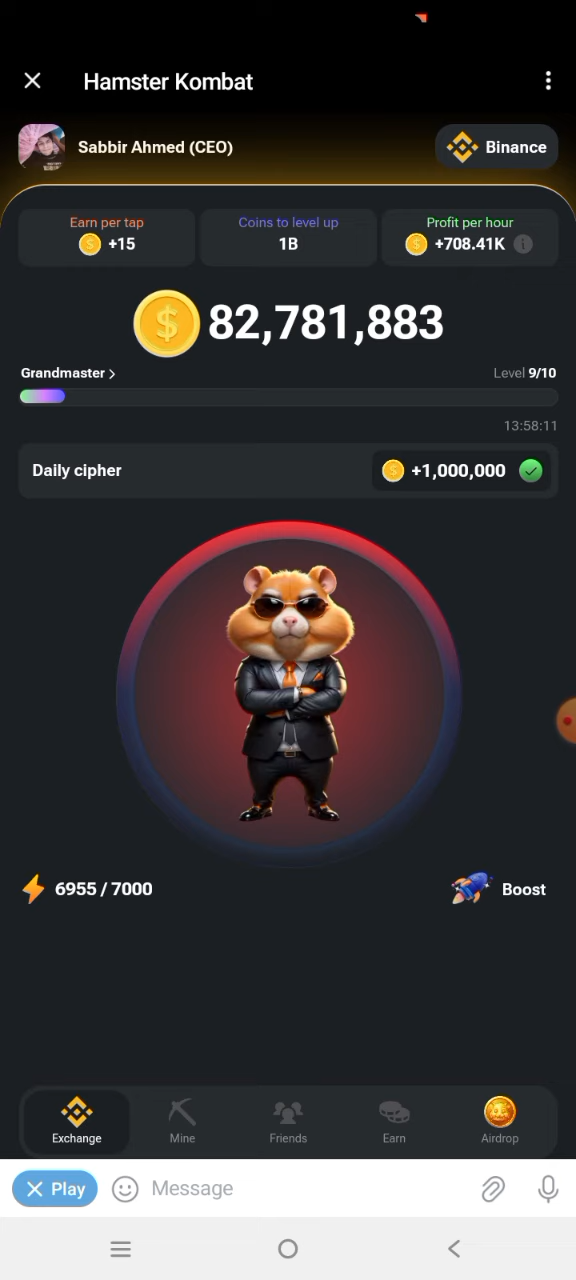 Hamster Kombat
Sabbir Ahmed (CEO)
Binance
Earn per tap
+15
Coins to level up
1B
Profit per hour
+708.41K
82,781,883
Grandmaster >
Level 9/10
13:58:11
Daily cipher
+1,000,000
6955 / 7000
Boost
Exchange
Mine
Friends
Earn
Airdrop
Play
Message